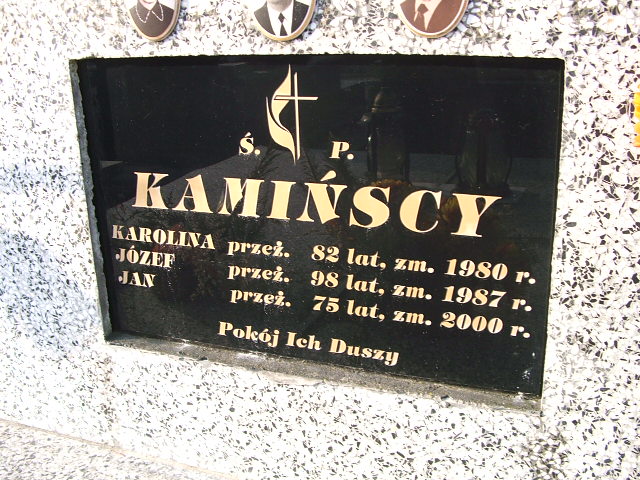 Ś. P.
KAMIŃSCY
KAROLINA przeż. 82 lat, zm. 1980 r.
JÓZEF przeż. 98 lat, zm. 1987 r.
JAN przeż. 75 lat, zm. 2000 r.
Pokój Ich Duszy